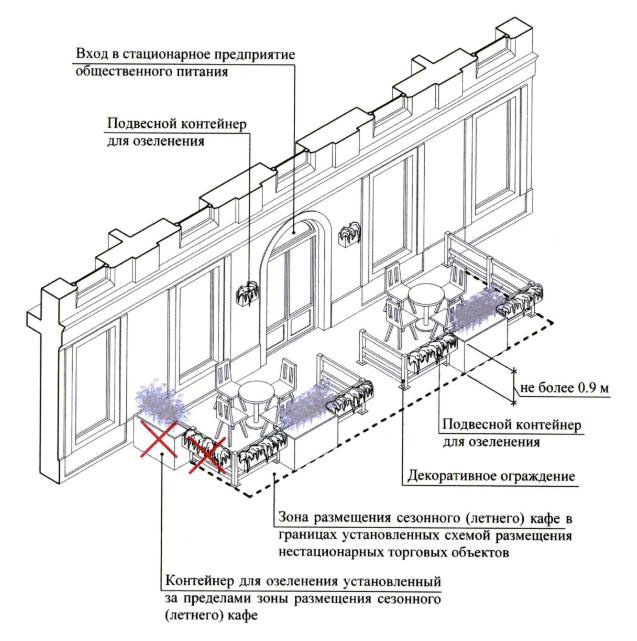 Вход в стационарное предприятие
общественного питания
Подвесной контейнер
для озеленения
не более 0.9 м
Подвесной контейнер
для озеленения
Декоративное ограждение
Зона размещения сезонного (летнего) кафе в
границах установленных схемой размещения
нестационарных торговых объектов
Контейнер для озеленения установленный
за пределами зоны размещения сезонного
(летнего) кафе